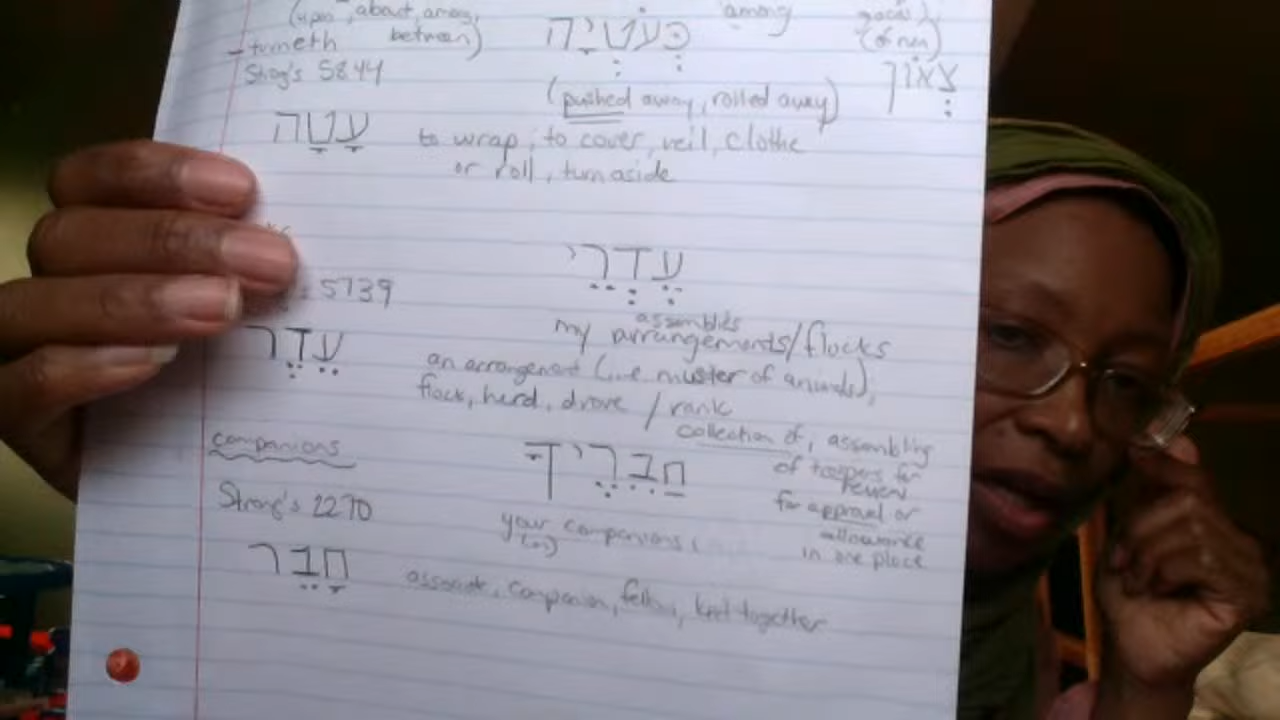 (upon, about, among, between)
among
(of men)
- turneth
כְּעֹטְיָה
Strong's 5844
צֹאן
(pushed away, rolled away)
עָטָה
to wrap; to cover, veil, clothe
or roll, turn aside
עֶדְרֵי
5739
assembles
my arrangements/flocks
עֵדֶר
an arrangement (i.e. muster of animals);
flock, herd, drove / rank
collection of, assembling
companions
חֲבֵרֶיךָ
of troopers for
review
Strong's 2270
for approval or
your companions (
allowance
in one place
חָבֵר
associate, companion, fellow, knit together